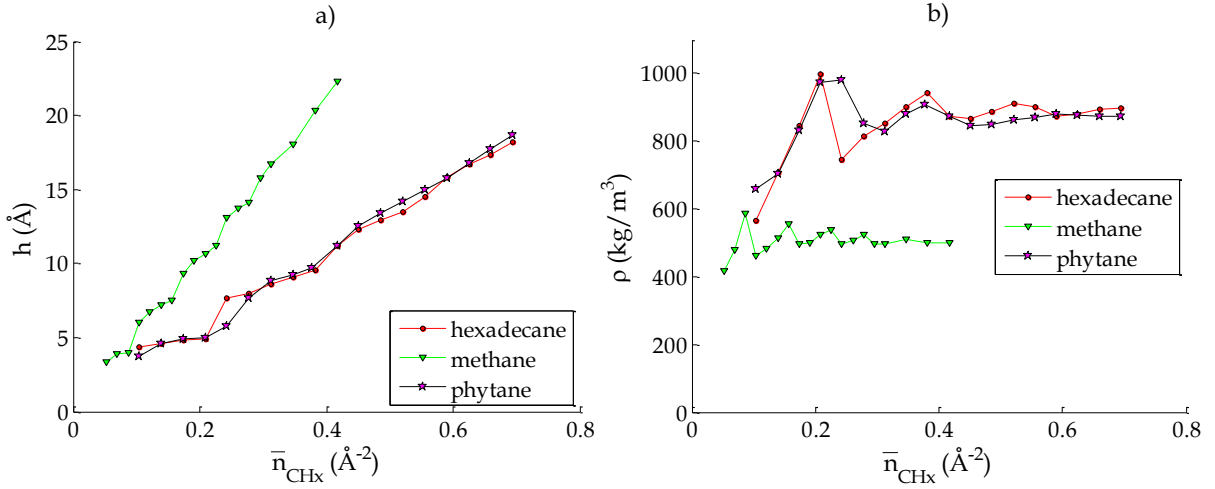 a)
h (Å)
25
20
15
10
5
0
0
0.2
0.4
0.6
0.8
n̅CHx (Å-2)
hexadecane
methane
phytane
b)
ρ (kg/m3)
1000
800
600
400
200
0
0
0.2
0.4
0.6
0.8
n̅CHx (Å-2)
hexadecane
methane
phytane